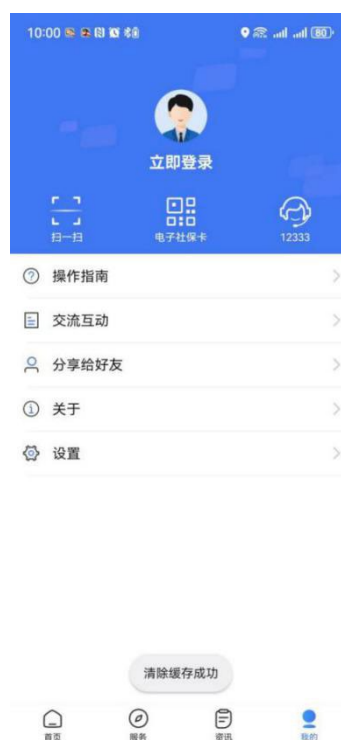 10:00 80
立即登录
扫一扫 电子社保卡 12333
操作指南
交流互动
分享给好友
关于
设置
清除缓存成功
首页 服务 资讯 我的